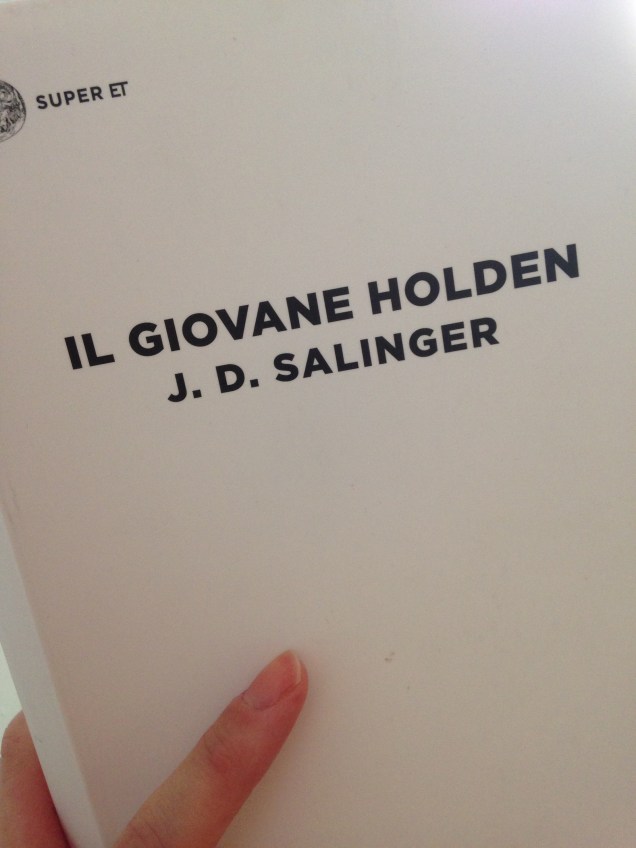 SUPER ET
IL GIOVANE HOLDEN
J. D. SALINGER